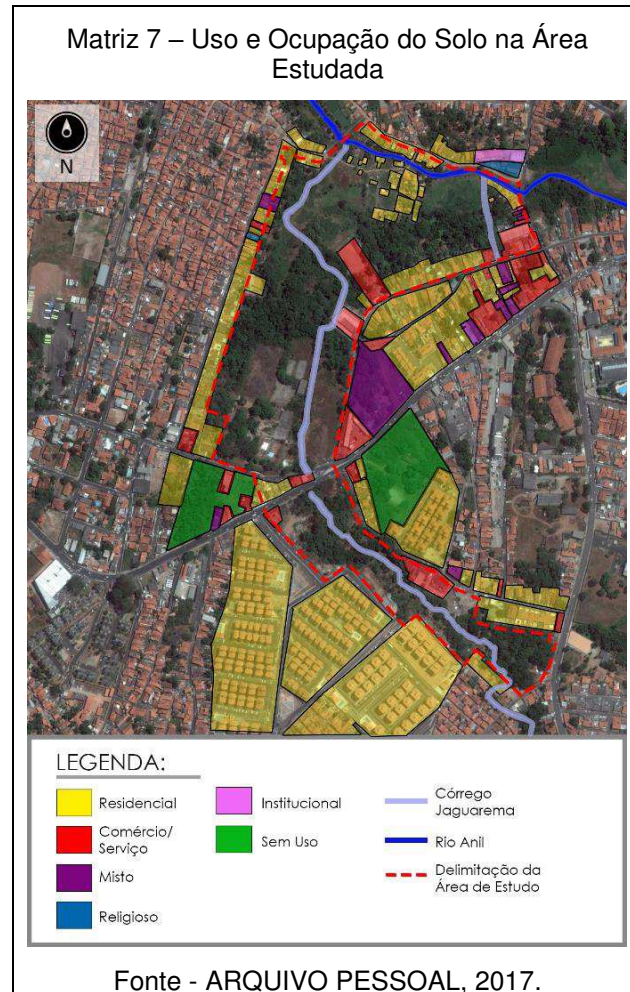 Matriz 7 – Uso e Ocupação do Solo na Área
Estudada
N
LEGENDA:
Residencial
Comércio/
Serviço
Misto
Religioso
Institucional
Sem Uso
Córrego
Jaguarema
Rio Anil
Delimitação da
Área de Estudo
Fonte - ARQUIVO PESSOAL, 2017.